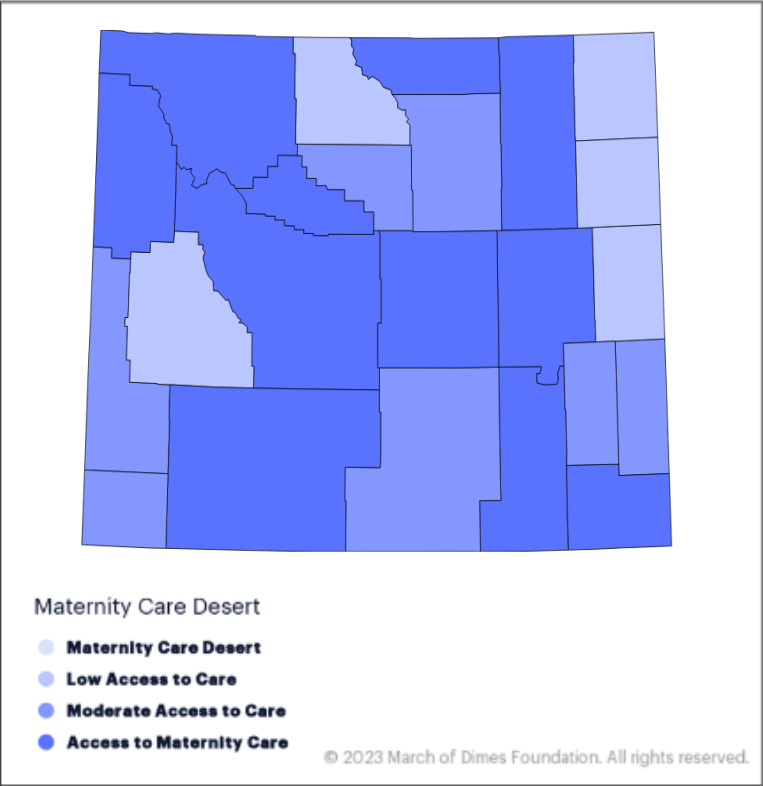 Maternity Care Desert
Maternity Care Desert
Low Access to Care
Moderate Access to Care
Access to Maternity Care
© 2023 March of Dimes Foundation. All rights reserved.